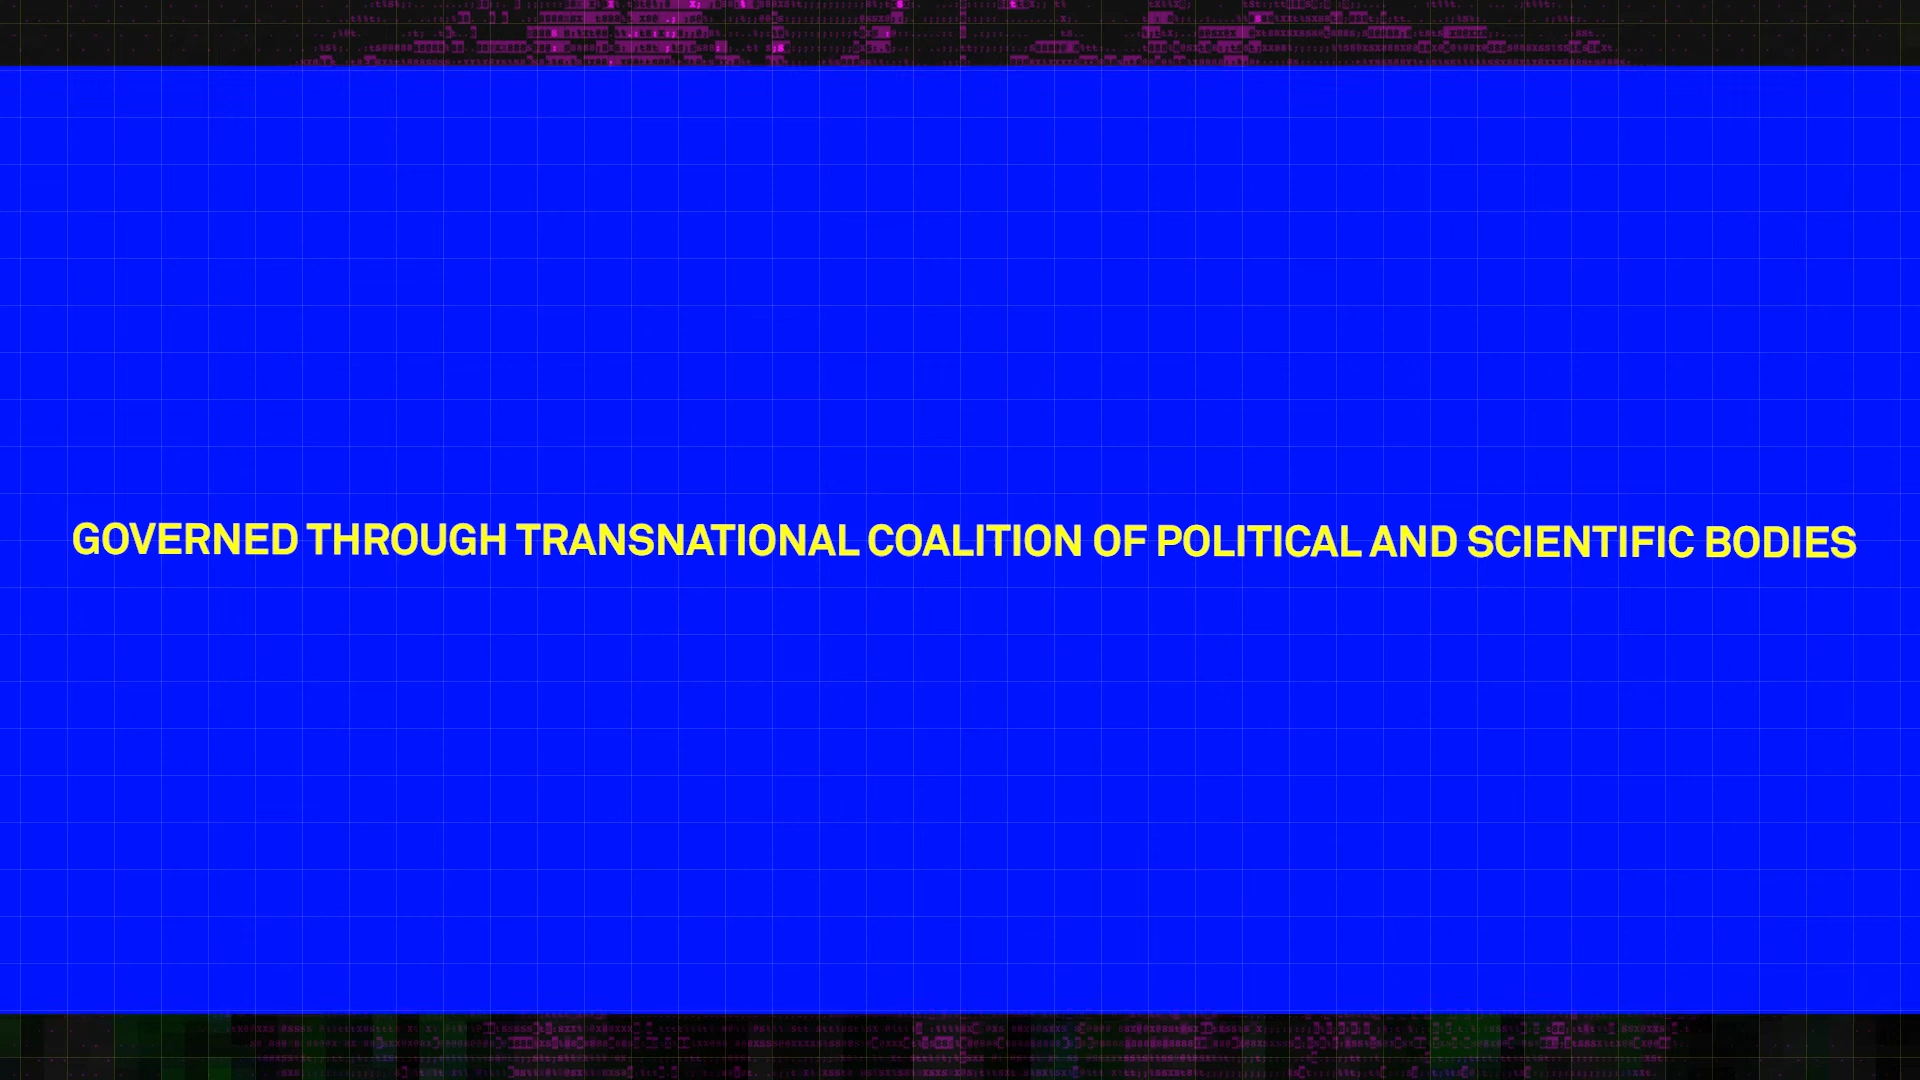 GOVERNED THROUGH TRANSNATIONAL COALITION OF POLITICAL AND SCIENTIFIC BODIES